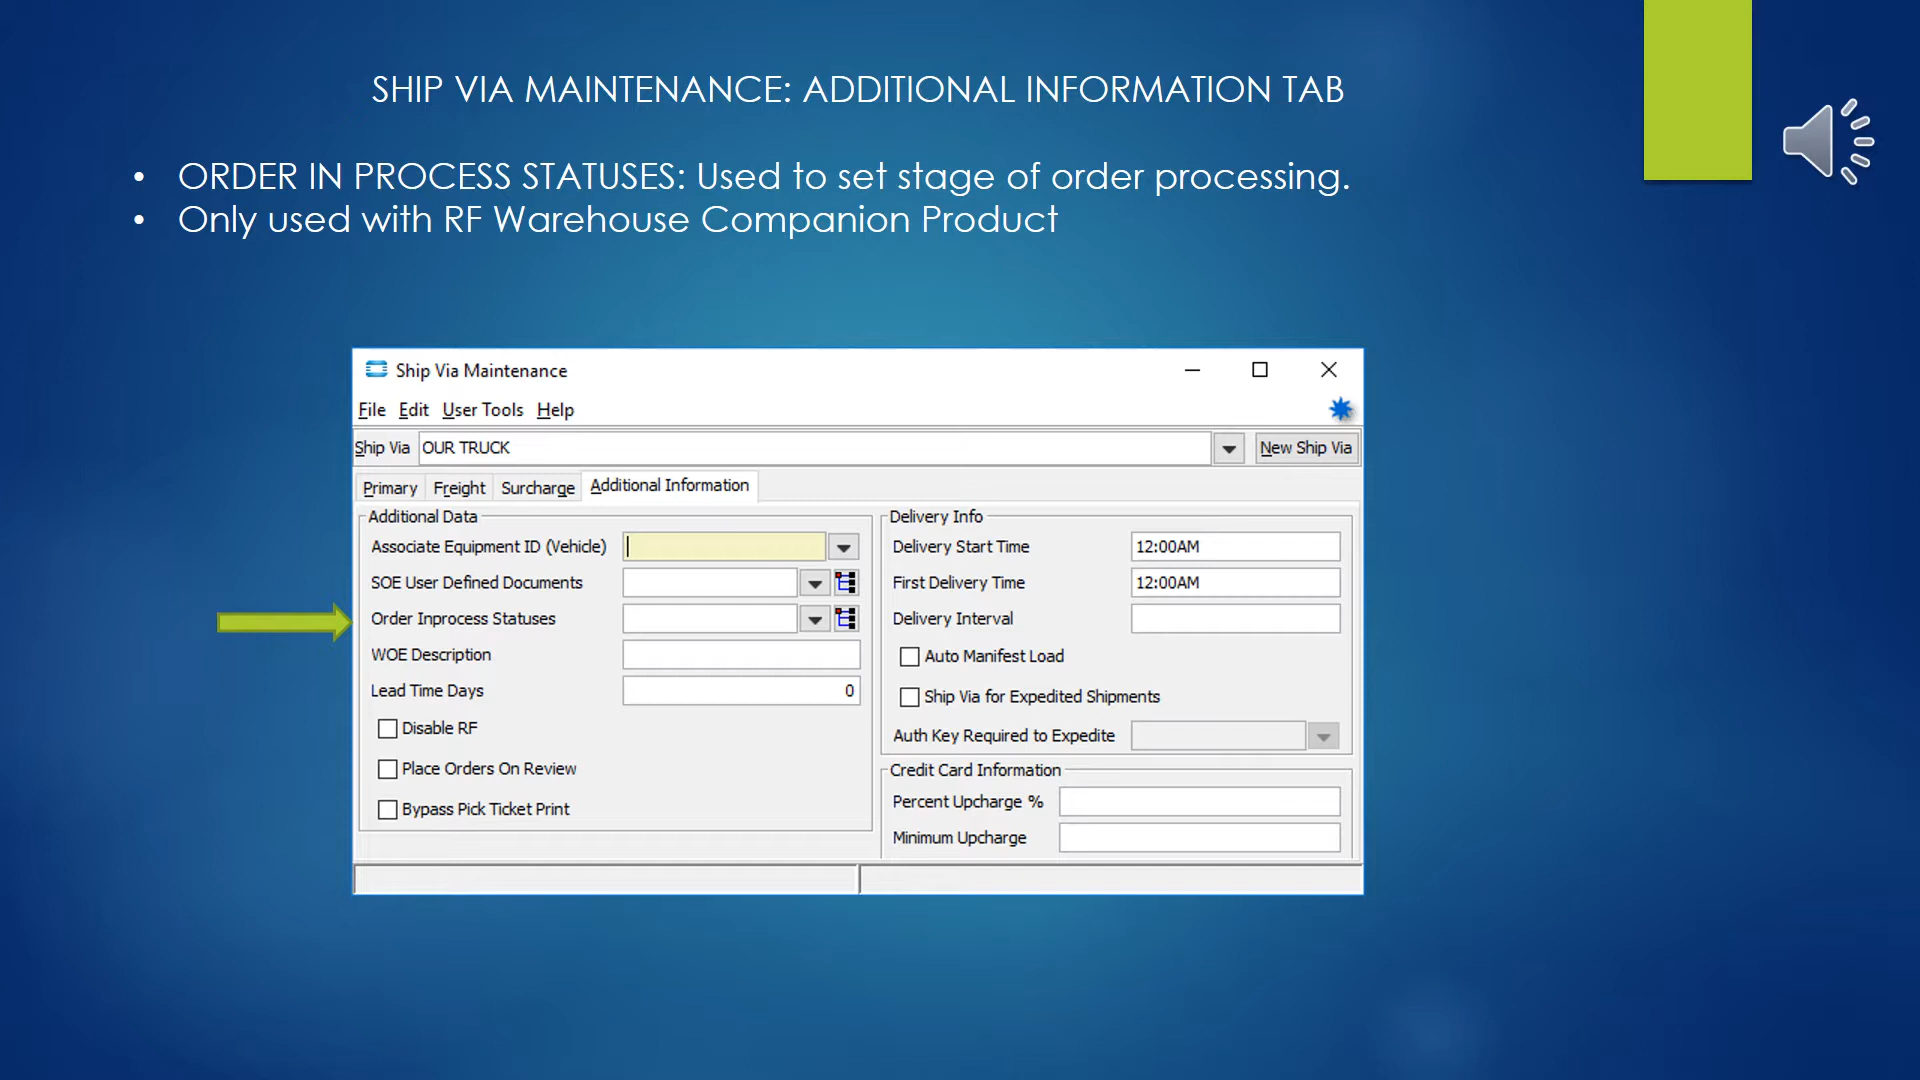 SHIP VIA MAINTENANCE: ADDITIONAL INFORMATION TAB
• ORDER IN PROCESS STATUSES: Used to set stage of order processing.
• Only used with RF Warehouse Companion Product
Ship Via Maintenance
File Edit User Tools Help
Ship Via OUR TRUCK New Ship Via
Primary Freight Surcharge Additional Information
Additional Data
Associate Equipment ID (Vehicle)
SOE User Defined Documents
Order Inprocess Statuses
WOE Description
Lead Time Days 0
Disable RF
Place Orders On Review
Bypass Pick Ticket Print
Delivery Info
Delivery Start Time 12:00AM
First Delivery Time 12:00AM
Delivery Interval
Auto Manifest Load
Ship Via for Expedited Shipments
Auth Key Required to Expedite
Credit Card Information
Percent Upcharge %
Minimum Upcharge